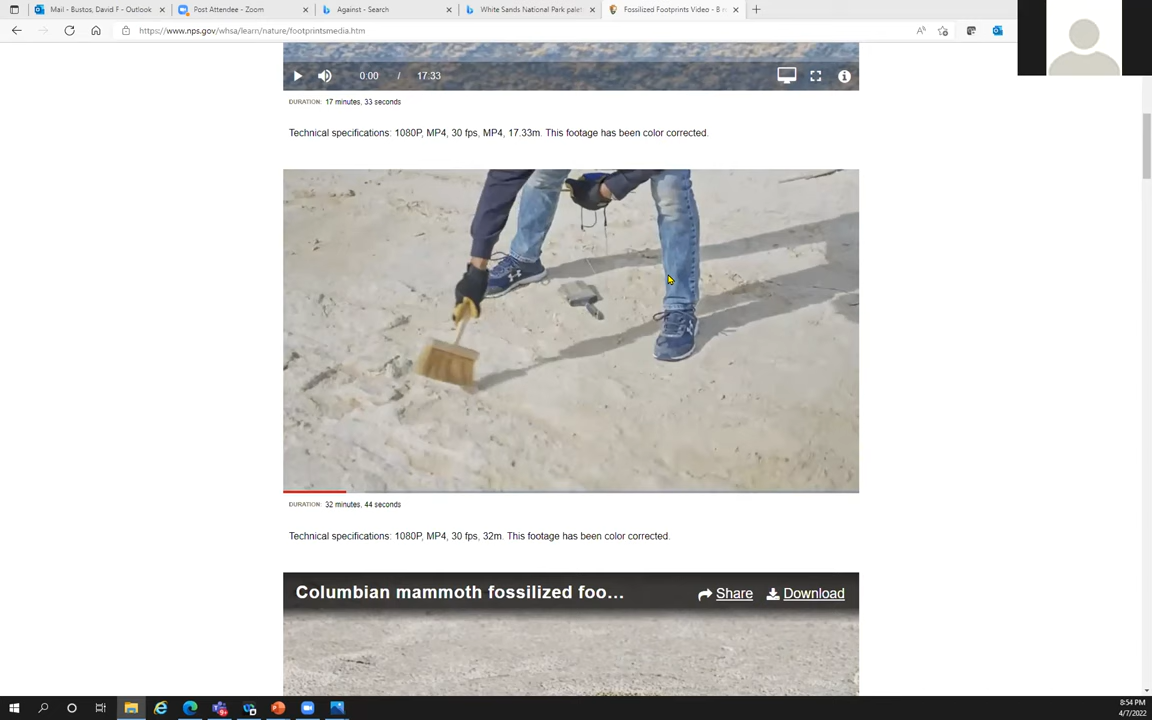 Mail - Bustos, David F - Outlook
Post Attendee - Zoom
Against - Search
White Sands National Park pale
Fossilized Footprints Video - B
https://www.nps.gov/whsa/learn/nature/footprintsmedia.htm
0:00 / 17:33
DURATION: 17 minutes, 33 seconds
Technical specifications: 1080P, MP4, 30 fps, MP4, 17.33m. This footage has been color corrected.
DURATION: 32 minutes, 44 seconds
Technical specifications: 1080P, MP4, 30 fps, 32m. This footage has been color corrected.
Columbian mammoth fossilized foo... Share Download
8:54 PM
4/7/2022